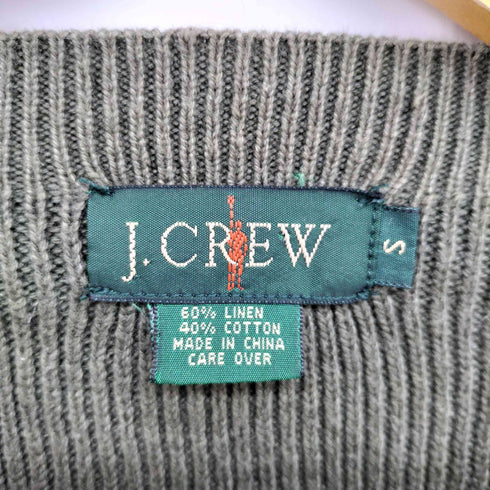 J.CREW
S
60% LINEN
40% COTTON
MADE IN CHINA
CARE OVER